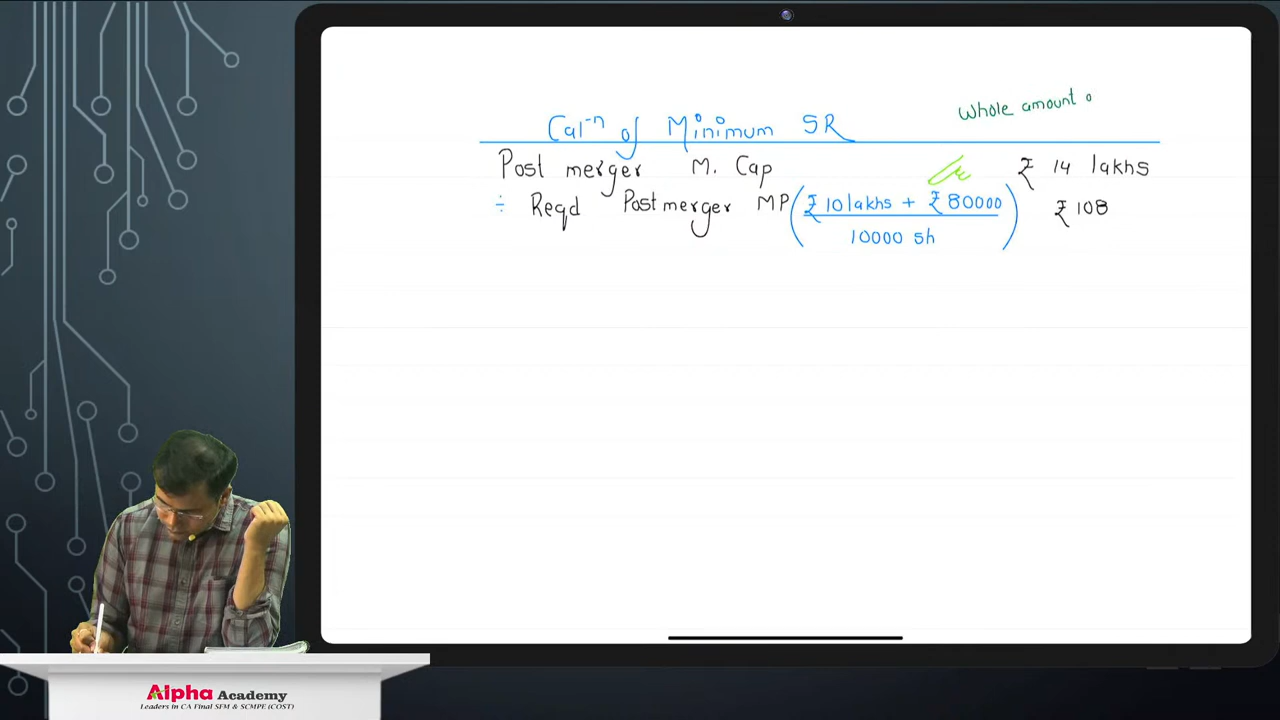 Whole amount o
Calⁿ of Minimum SR
Post merger M. Cap ₹ 14 lakhs
÷ Reqd Post merger MP (₹10 lakhs + ₹ 80000 ₹108
10000 sh)
Alpha Academy
Leaders in CA Final SFM & SCMPE (COST)